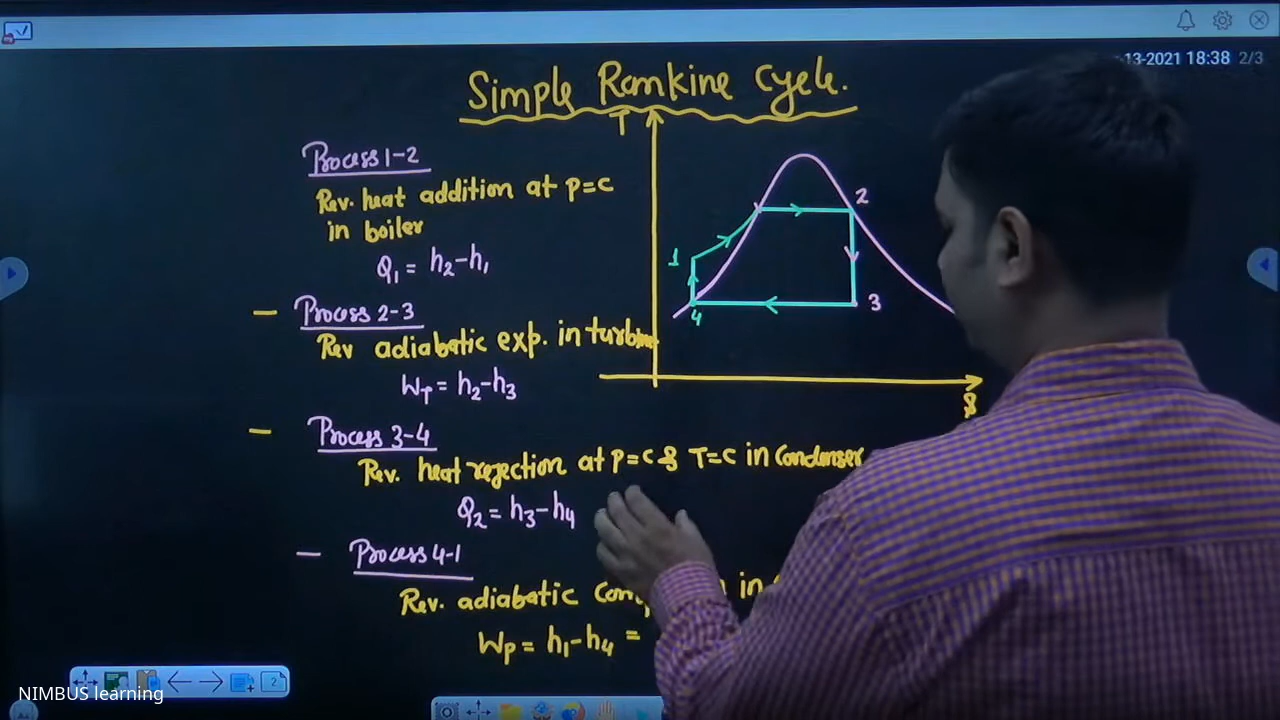 -13-2021 18:38 2/3
Simple Rankine Cycle.
T
Process 1-2
Rev. heat addition at P=C
in boiler
Q₁ = h₂-h₁
2
1
3
4
S
— Process 2-3
Rev adiabatic exp. in turbine
W_T = h₂-h₃
— Process 3-4
Rev. heat rejection at P=C & T=C in Condenser
Q₂ = h₃-h₄
— Process 4-1
Rev. adiabatic in
W_P = h₁-h₄ =
2
NIMBUS learning